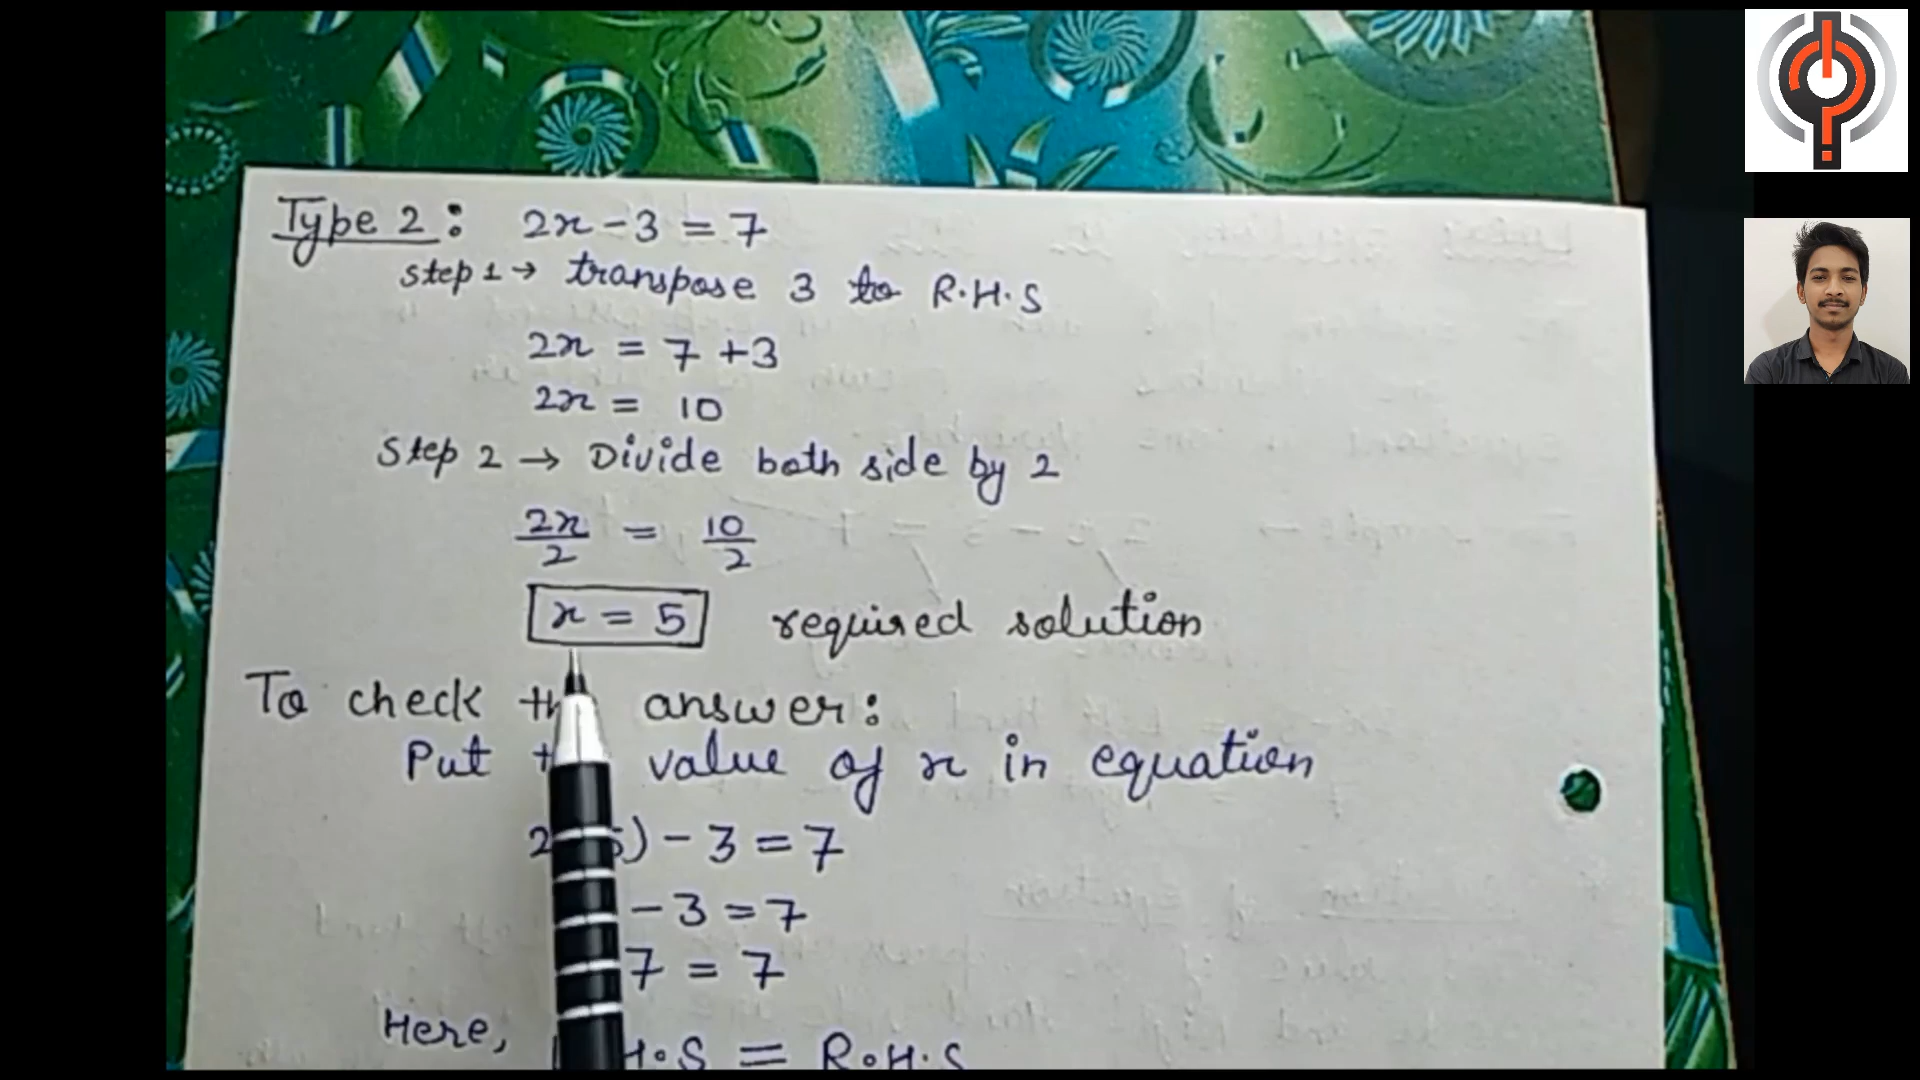 Type 2: 2x - 3 = 7
Step 1 → transpose 3 to R.H.S
2x = 7 + 3
2x = 10
Step 2 → Divide both side by 2
2x/2 = 10/2
x = 5 required solution
To check answer:
Put value of x in equation
2 5) - 3 = 7
- 3 = 7
7 = 7
Here, H.S = R.H.S